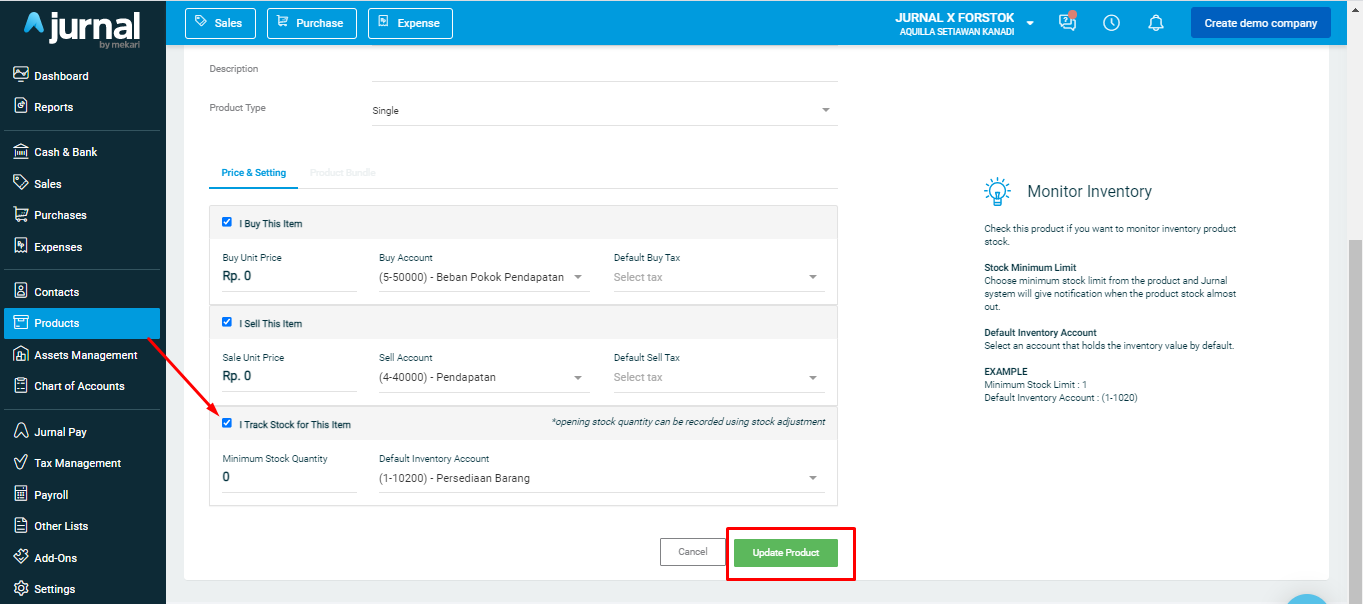 jurnal
by mekari
Dashboard
Reports
Cash & Bank
Sales
Purchases
Expenses
Contacts
Products
Assets Management
Chart of Accounts
Jurnal Pay
Tax Management
Payroll
Other Lists
Add-Ons
Settings
Sales
Purchase
Expense
JURNAL X FORSTOK
AQUILLA SETIAWAN KANADI
Create demo company
Description
Product Type
Single
Price & Setting
Product Bundle
I Buy This Item
Buy Unit Price
Buy Account
Default Buy Tax
Rp. 0
(5-50000) - Beban Pokok Pendapatan
Select tax
I Sell This Item
Sale Unit Price
Sell Account
Default Sell Tax
Rp. 0
(4-40000) - Pendapatan
Select tax
I Track Stock for This Item
*opening stock quantity can be recorded using stock adjustment
Minimum Stock Quantity
Default Inventory Account
0
(1-10200) - Persediaan Barang
Cancel
Update Product
Monitor Inventory
Check this product if you want to monitor inventory product
stock.
Stock Minimum Limit
Choose minimum stock limit from the product and Jurnal
system will give notification when the product stock almost
out.
Default Inventory Account
Select an account that holds the inventory value by default.
EXAMPLE
Minimum Stock Limit : 1
Default Inventory Account : (1-1020)